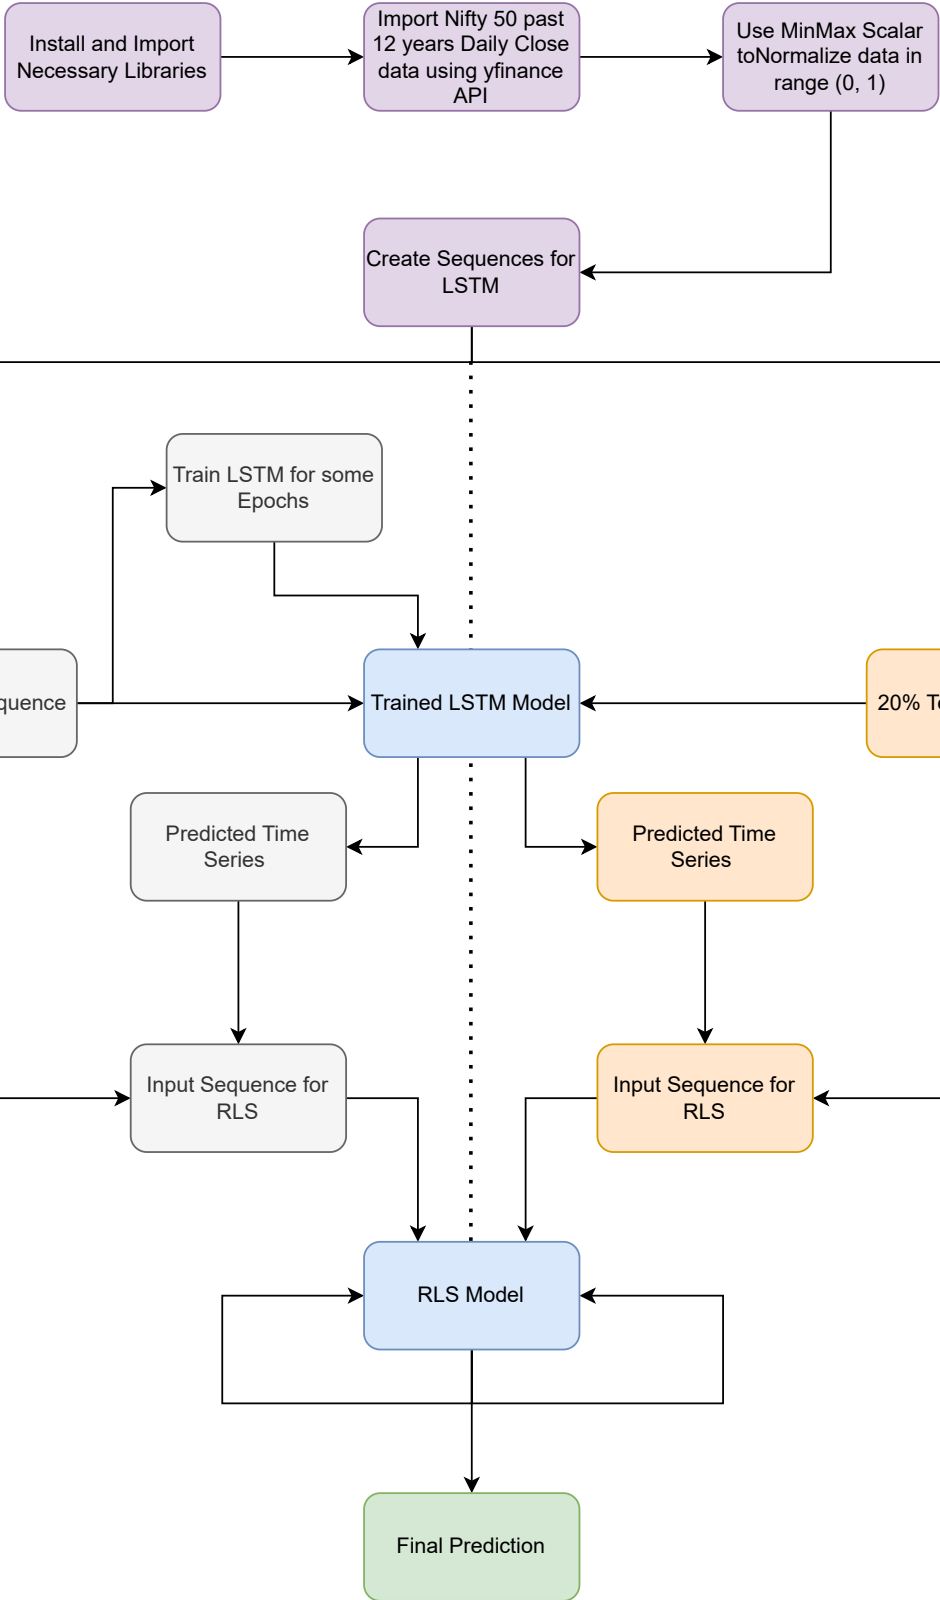 Install and Import
Necessary Libraries
Import Nifty 50 past
12 years Daily Close
data using yfinance
API
Use MinMax Scalar
toNormalize data in
range (0, 1)
Create Sequences for
LSTM
Train LSTM for some
Epochs
quence
Trained LSTM Model
20%
Predicted Time
Series
Predicted Time
Series
Input Sequence for
RLS
Input Sequence for
RLS
RLS Model
Final Prediction